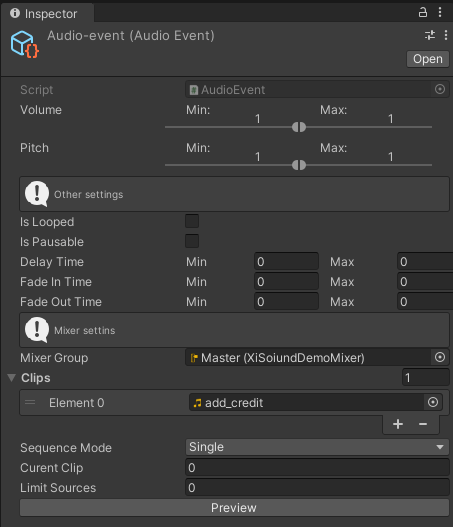 Inspector
Audio-event (Audio Event)
Open
Script AudioEvent
Volume Min: 1 Max: 1
Pitch Min: 1 Max: 1
Other settings
Is Looped
Is Pausable
Delay Time Min 0 Max 0
Fade In Time Min 0 Max 0
Fade Out Time Min 0 Max 0
Mixer settins
Mixer Group Master (XiSoiundDemoMixer)
Clips 1
Element 0 add_credit
+ −
Sequence Mode Single
Curent Clip 0
Limit Sources 0
Preview